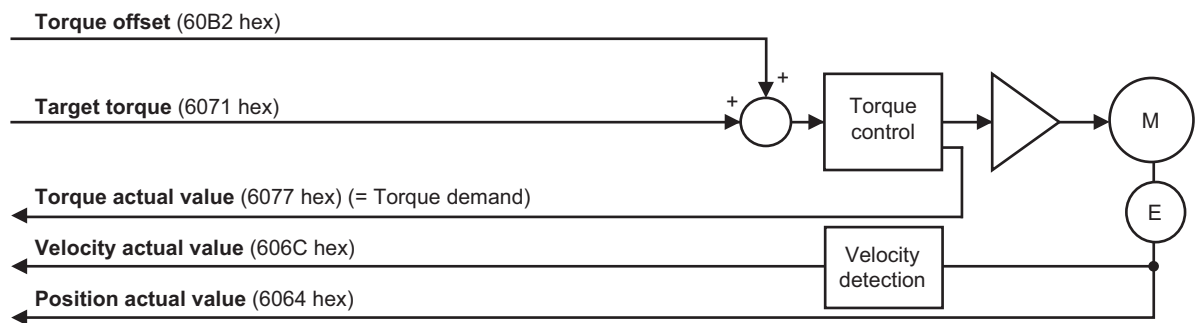 Torque offset (60B2 hex)
+
Target torque (6071 hex)
+
Torque
control
M
Torque actual value (6077 hex) (= Torque demand)
E
Velocity actual value (606C hex)
Velocity
detection
Position actual value (6064 hex)